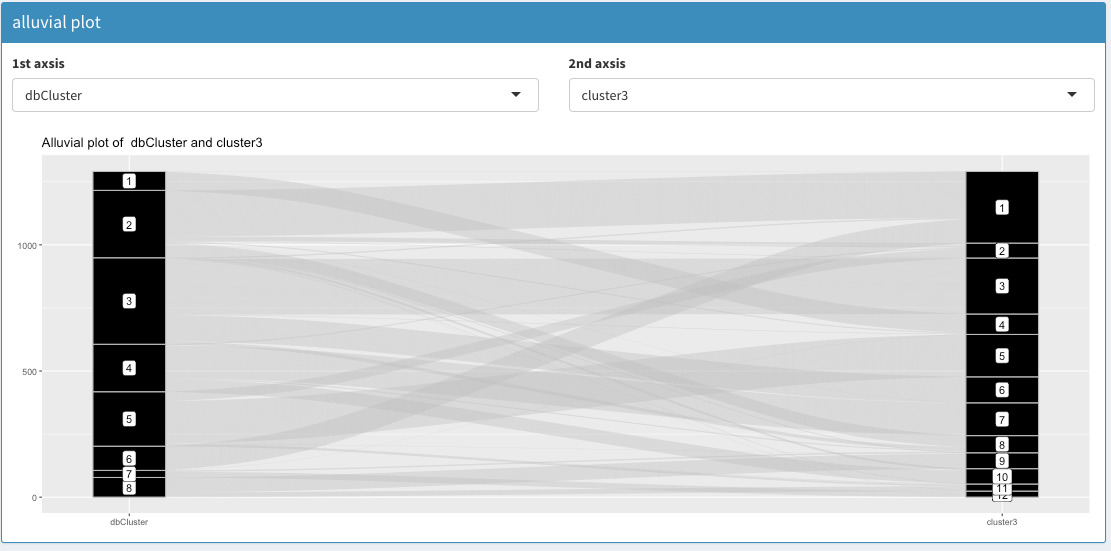 alluvial plot
1st axsis
2nd axsis
dbCluster
cluster3
Alluvial plot of  dbCluster and cluster3
1000
500
0
1
2
3
4
5
6
7
8
1
2
3
4
5
6
7
8
9
10
11
12
dbCluster
cluster3